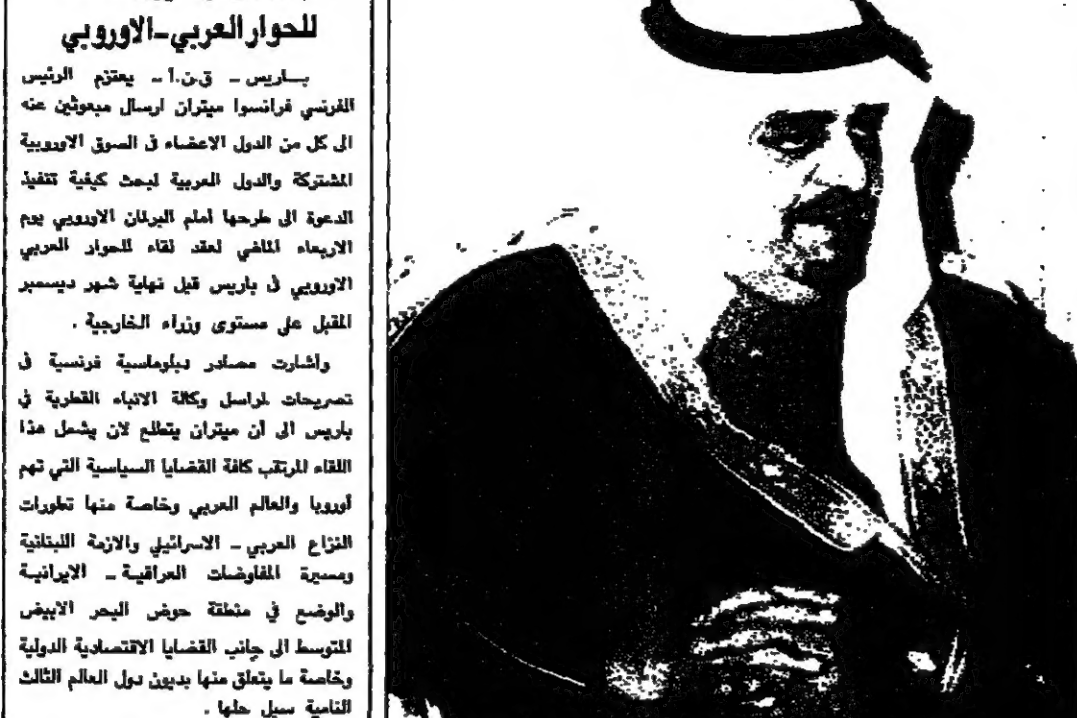 للحوار العربي-الاوروبي
بـاريس - ق.ن.ا - يعتزم الرئيس
الفرنسي فرانسوا ميتران ارسال مبعوثين عنه
الى كل من الدول الاعضاء في السوق الاوروبية
المشتركة والدول العربية لبحث كيفية تنفيذ
الدعوة الى طرحها أمام البرلمان الاوروبي يوم
الاربعاء الماضي لعقد لقاء للحوار العربي
الاوروبي في باريس قبل نهاية شهر ديسمبر
المقبل على مستوى وزراء الخارجية .
وأشارت مصادر دبلوماسية فرنسية في
تصريحات لمراسل وكالة الانباء القطرية في
باريس الى أن ميتران يتطلع لان يشمل هذا
اللقاء المرتقب كافة القضايا السياسية التي تهم
أوروبا والعالم العربي وخاصة منها تطورات
النزاع العربي - الاسرائيلي والازمة اللبنانية
ومسيرة المفاوضات العراقيـة - الايرانيـة
والوضع في منطقة حوض البحر الابيض
المتوسط الى جانب القضايا الاقتصادية الدولية
وخاصة ما يتعلق منها بديون دول العالم الثالث
النامية سبل حلها .